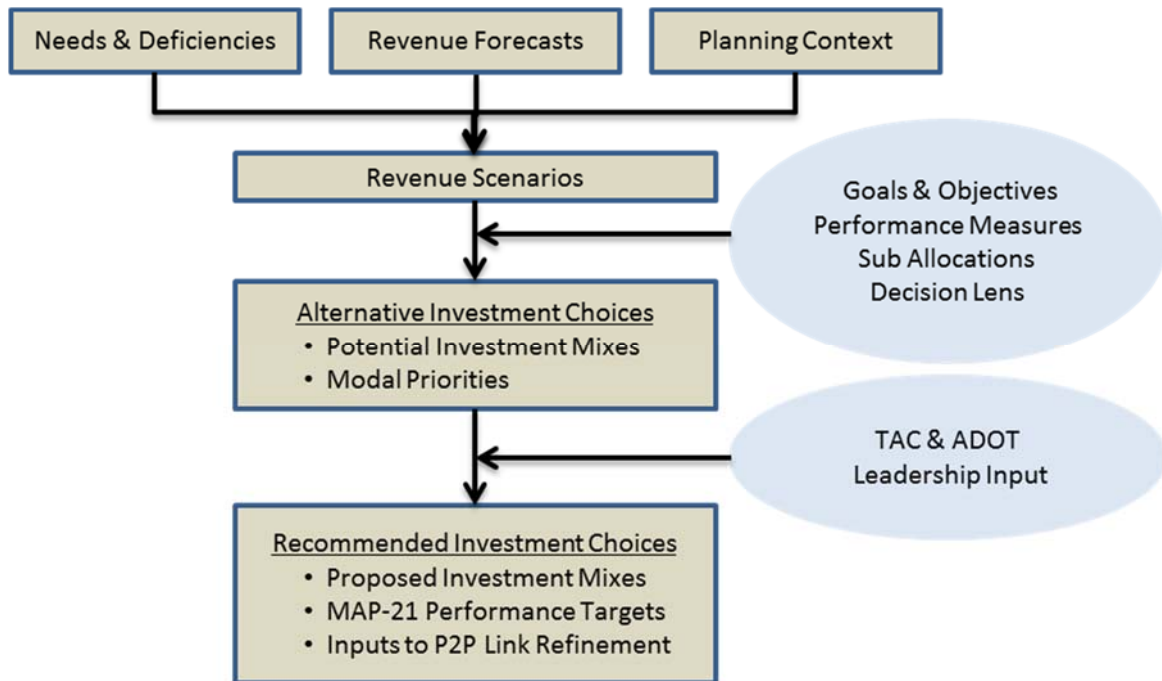 Needs & Deficiencies
Revenue Forecasts
Planning Context
Revenue Scenarios
Goals & Objectives
Performance Measures
Sub Allocations
Decision Lens
Alternative Investment Choices
• Potential Investment Mixes
• Modal Priorities
TAC & ADOT
Leadership Input
Recommended Investment Choices
• Proposed Investment Mixes
• MAP-21 Performance Targets
• Inputs to P2P Link Refinement